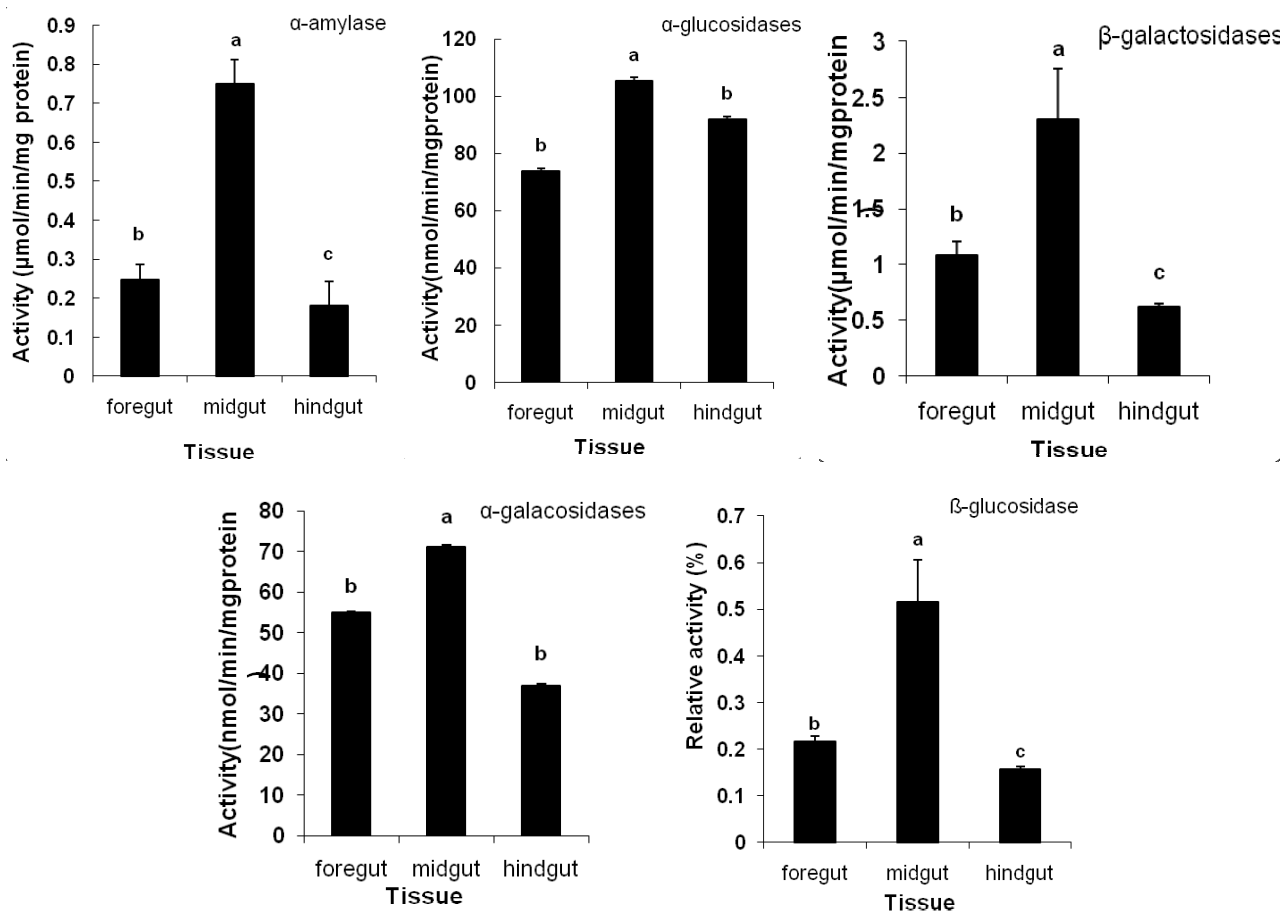 α-amylase
Activity (µmol/min/mg protein)
0.9
0.8
0.7
0.6
0.5
0.4
0.3
0.2
0.1
0
b
a
c
foregut midgut hindgut
Tissue
α-glucosidases
Activity(nmol/min/mgprotein)
120
100
80
60
40
20
0
b
a
b
foregut midgut hindgut
Tissue
β-galactosidases
Activity(µmol/min/mgprotein
)
3
2.5
2
1.5
1
0.5
0
b
a
c
foregut midgut hindgut
Tissue
α-galacosidases
Activity(nmol/min/mgprotein
)
80
70
60
50
40
30
20
10
0
b
a
b
foregut midgut hindgut
Tissue
ß-glucosidase
Relative activity (%)
0.7
0.6
0.5
0.4
0.3
0.2
0.1
0
b
a
c
foregut midgut hindgut
Tissue